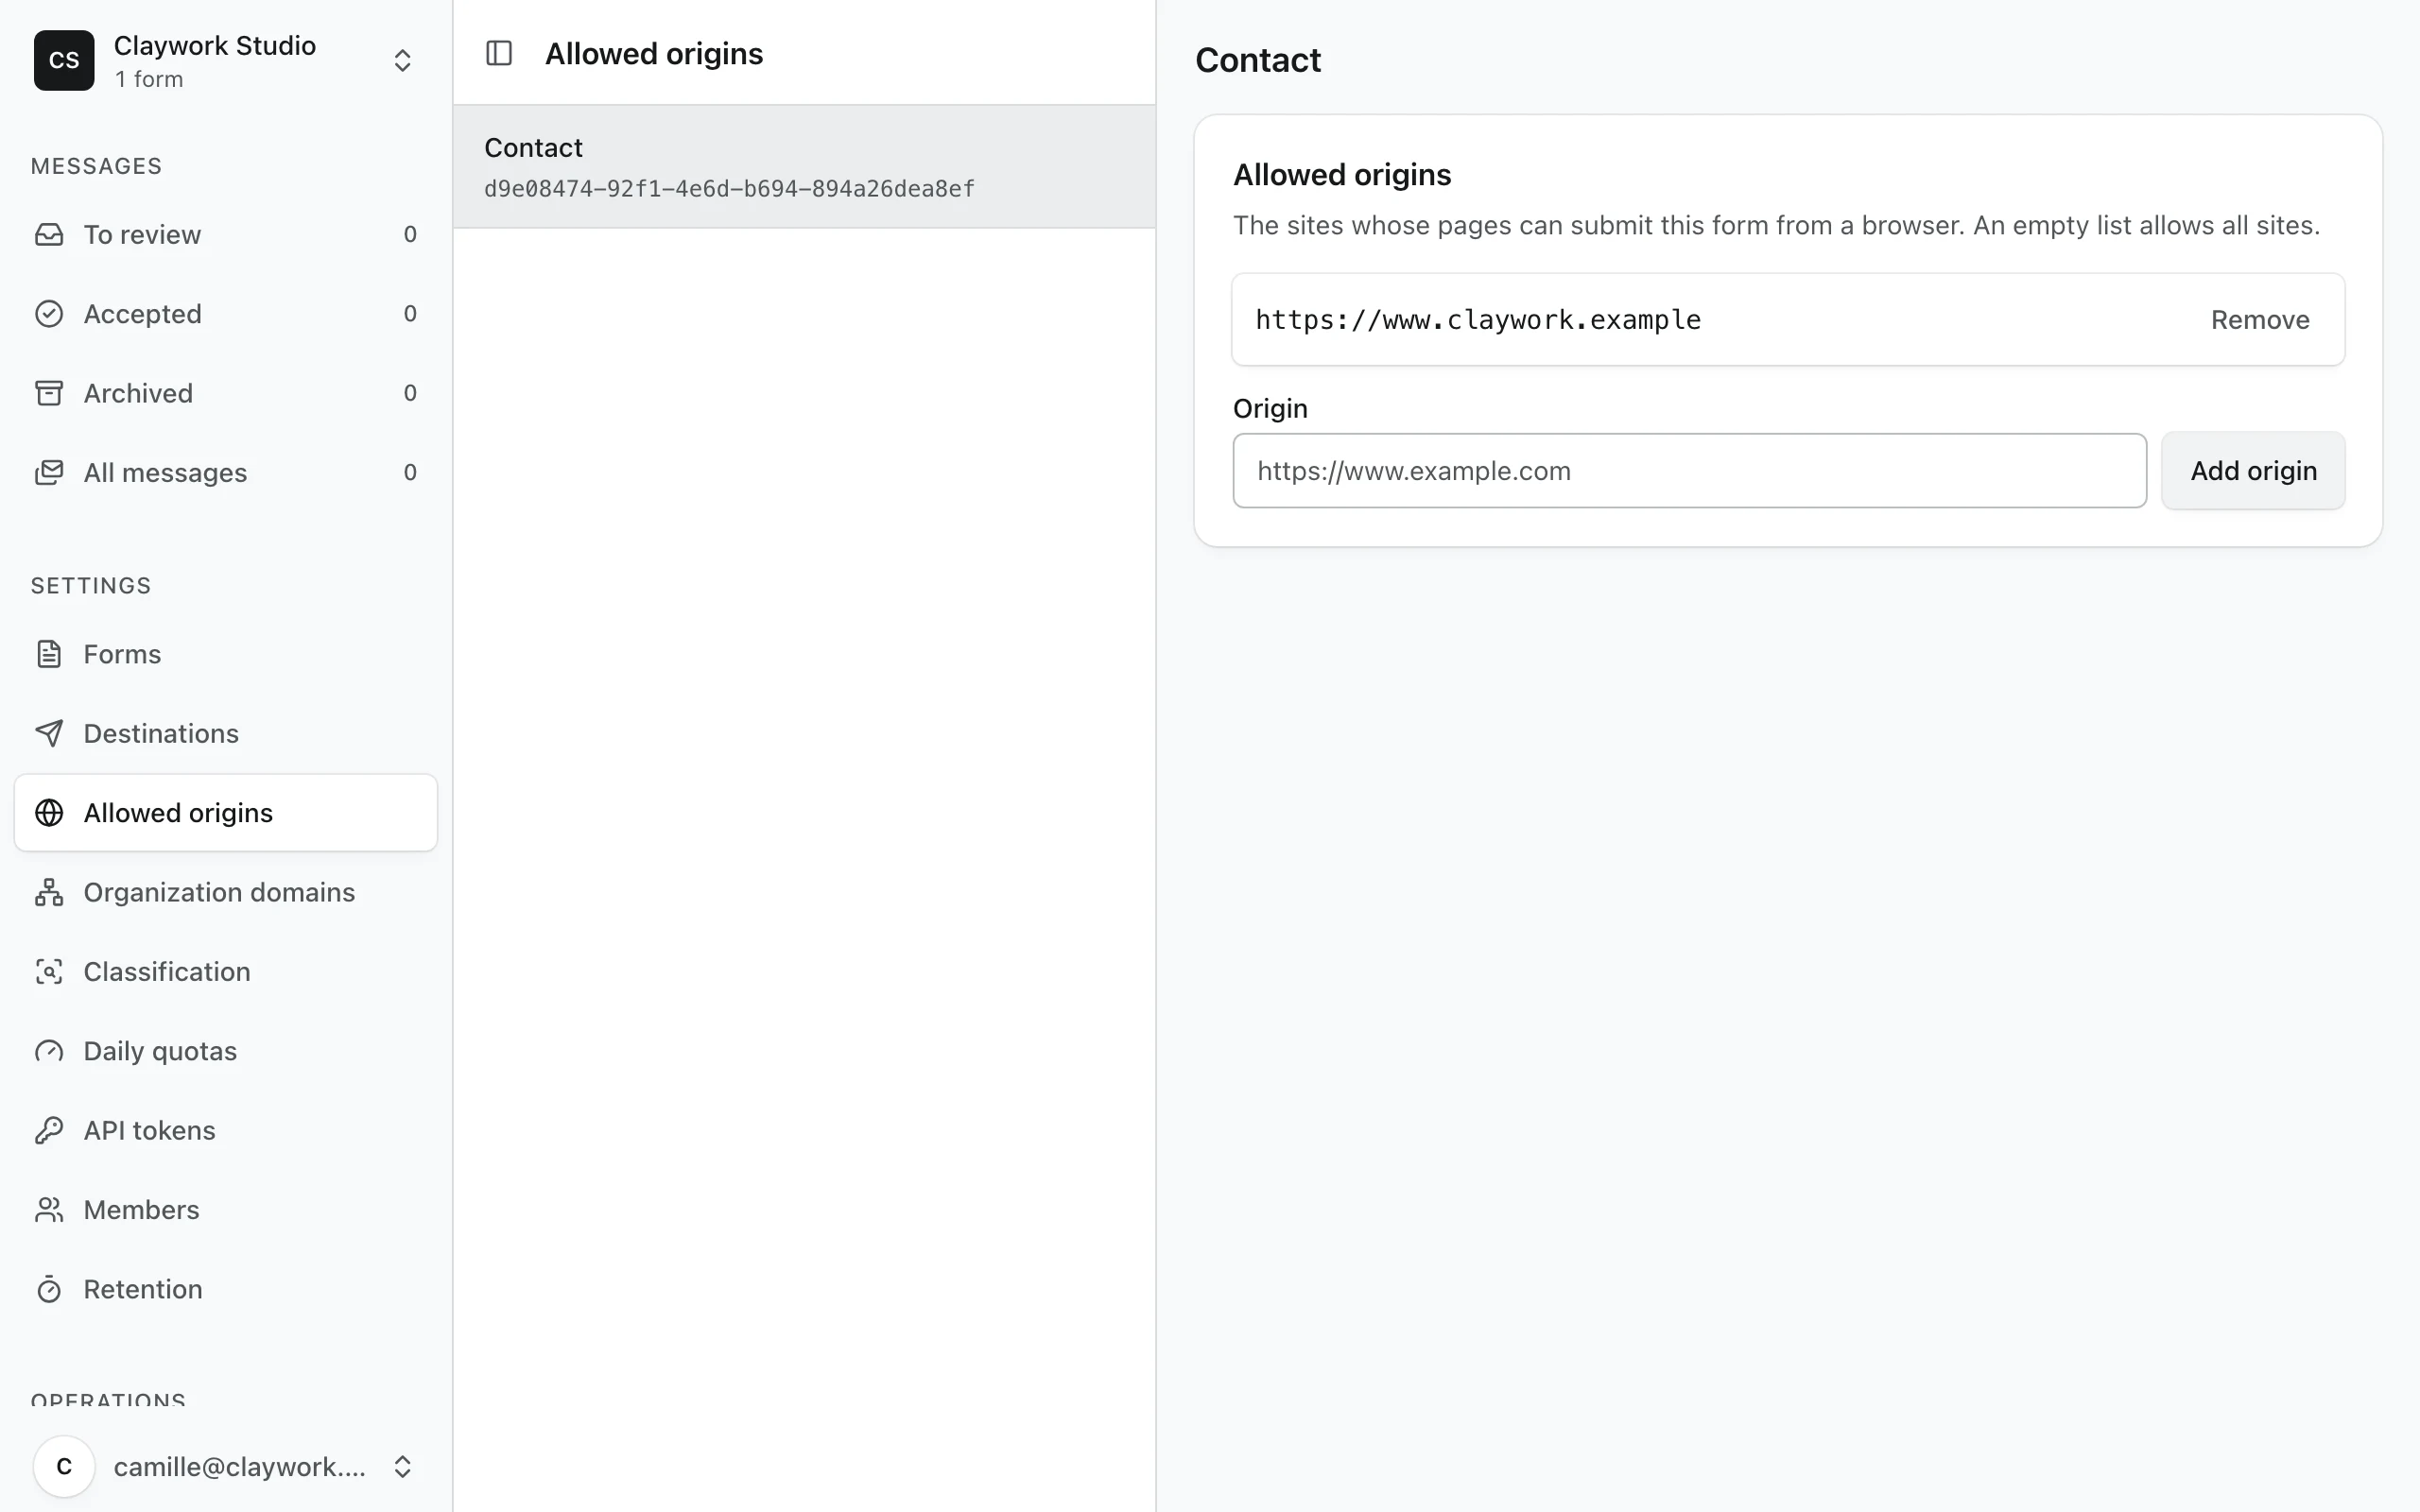 CS
Claywork Studio
1 form
MESSAGES
To review 0
Accepted 0
Archived 0
All messages 0
SETTINGS
Forms
Destinations
Allowed origins
Organization domains
Classification
Daily quotas
API tokens
Members
Retention
OPERATIONS
C
camille@claywork....
Allowed origins
Contact
d9e08474-92f1-4e6d-b694-894a26dea8ef
Contact
Allowed origins
The sites whose pages can submit this form from a browser. An empty list allows all sites.
https://www.claywork.example Remove
Origin
https://www.example.com Add origin